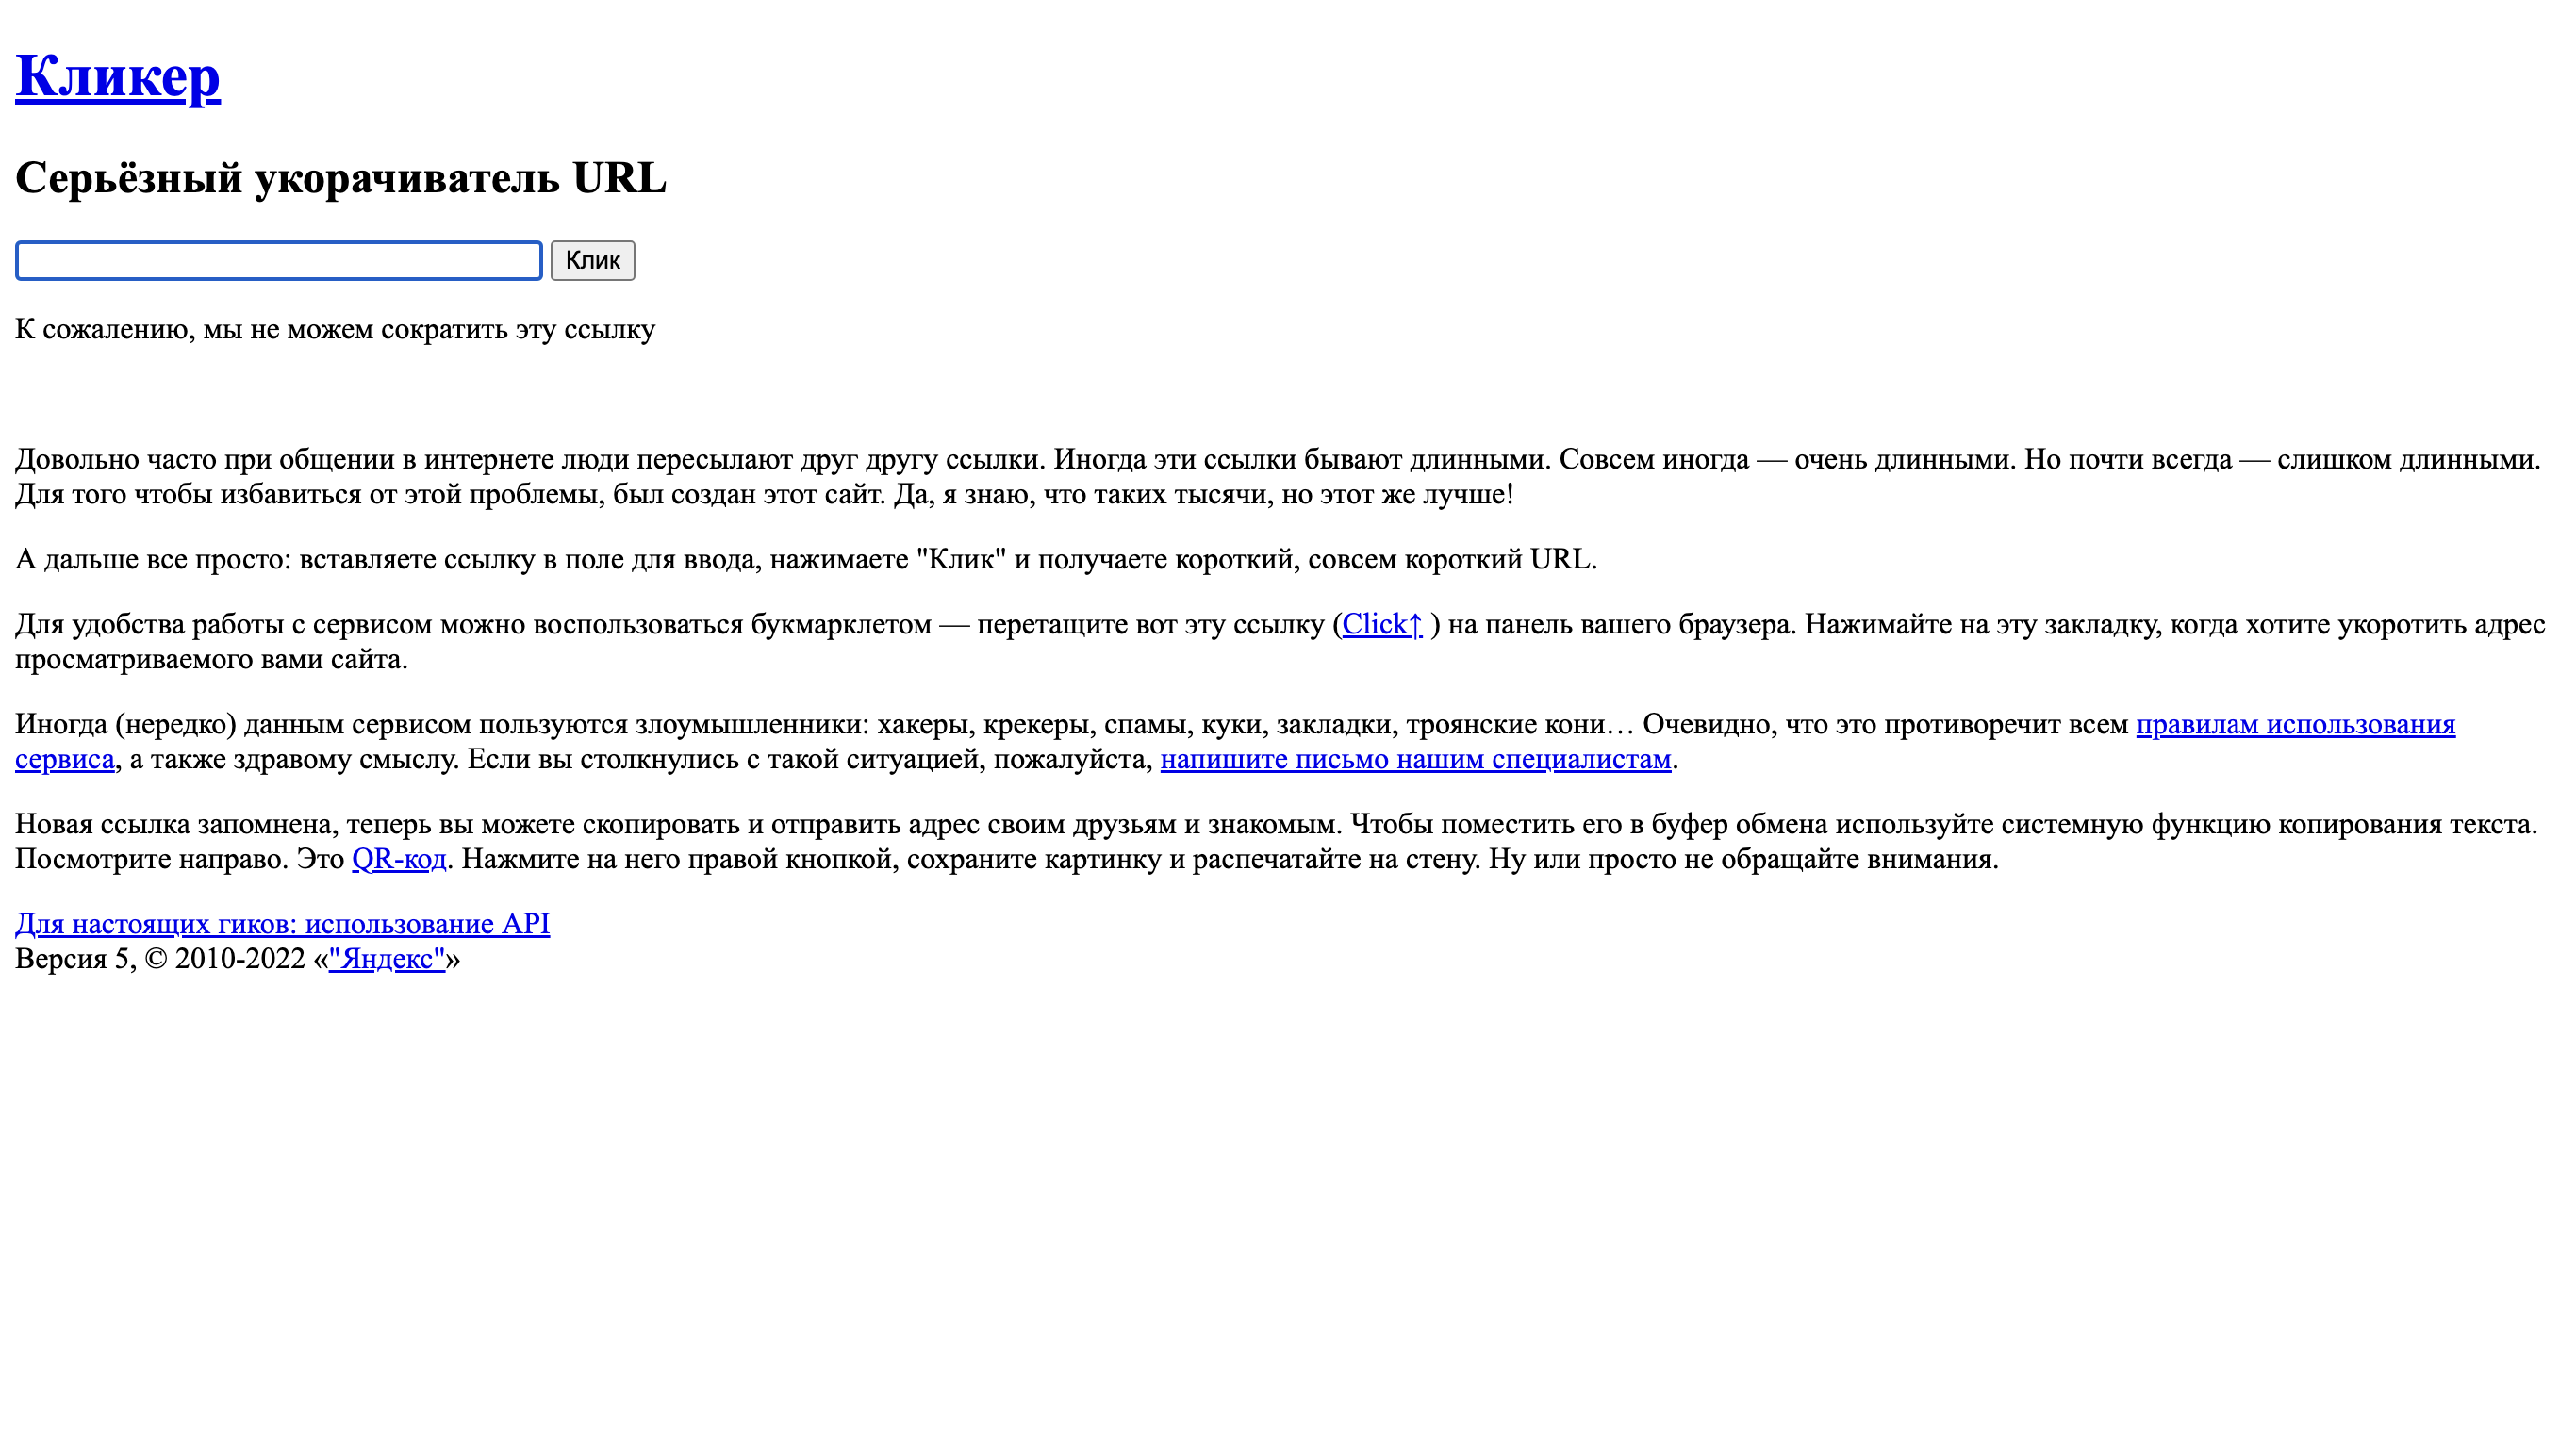 Кликер
Серьёзный укорачиватель URL
Клик
К сожалению, мы не можем сократить эту ссылку
Довольно часто при общении в интернете люди пересылают друг другу ссылки. Иногда эти ссылки бывают длинными. Совсем иногда — очень длинными. Но почти всегда — слишком длинными.
Для того чтобы избавиться от этой проблемы, был создан этот сайт. Да, я знаю, что таких тысячи, но этот же лучше!
А дальше все просто: вставляете ссылку в поле для ввода, нажимаете "Клик" и получаете короткий, совсем короткий URL.
Для удобства работы с сервисом можно воспользоваться букмарклетом — перетащите вот эту ссылку (Click↑ ) на панель вашего браузера. Нажимайте на эту закладку, когда хотите укоротить адрес
просматриваемого вами сайта.
Иногда (нередко) данным сервисом пользуются злоумышленники: хакеры, крекеры, спамы, куки, закладки, троянские кони… Очевидно, что это противоречит всем правилам использования
сервиса, а также здравому смыслу. Если вы столкнулись с такой ситуацией, пожалуйста, напишите письмо нашим специалистам.
Новая ссылка запомнена, теперь вы можете скопировать и отправить адрес своим друзьям и знакомым. Чтобы поместить его в буфер обмена используйте системную функцию копирования текста.
Посмотрите направо. Это QR-код. Нажмите на него правой кнопкой, сохраните картинку и распечатайте на стену. Ну или просто не обращайте внимания.
Для настоящих гиков: использование API
Версия 5, © 2010-2022 «"Яндекс"»